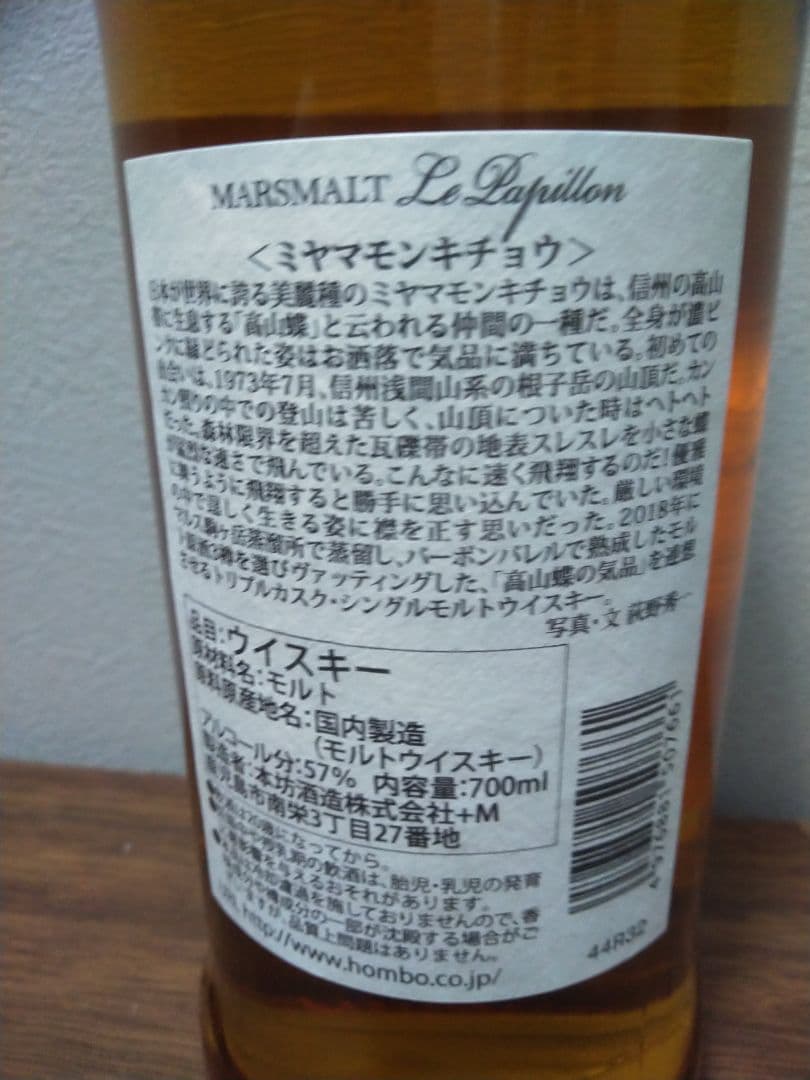 MARSMALT Le Papillon
＜ミヤマモンキチョウ＞
日本が世界に誇る美麗種のミヤマモンキチョウは、信州の高山
帯に生息する「高山蝶」と云われる仲間の一種だ。全身が濃ピ
ンクに縁どられた姿はお洒落で気品に満ちている。初めての
出合いは、1973年7月、信州浅間山系の根子岳の山頂だ。カン
カン照りの中での登山は苦しく、山頂についた時はヘトヘト
だった。森林限界を超えた瓦礫帯の地表スレスレを小さな蝶
が猛烈な速さで飛んでいる。こんなに速く飛翔するのだ！優雅
に舞うように飛翔すると勝手に思い込んでいた。厳しい環境
の中で逞しく生きる姿に襟を正す思いだった。2018年に
マルス駒ヶ岳蒸溜所で蒸留し、バーボンバレルで熟成したモル
ト原酒3樽を選びヴァッティングした、「高山蝶の気品」を連想
させるトリプルカスク・シングルモルトウイスキー。
写真・文 荻野秀一
品目：ウイスキー
原材料名：モルト
原料原産地名：国内製造
（モルトウイスキー）
アルコール分：57% 内容量：700ml
製造者：本坊酒造株式会社+M
鹿児島市南栄3丁目27番地
●飲酒は20歳になってから。
授乳期の飲酒は、胎児・乳児の発育
に悪影響を与えるおそれがあります。
冷却濾過を施しておりませんので、香
味成分や構成分の一部が沈殿する場合がご
ざいますが、品質上問題はありません。
URL http://www.hombo.co.jp/
44R32